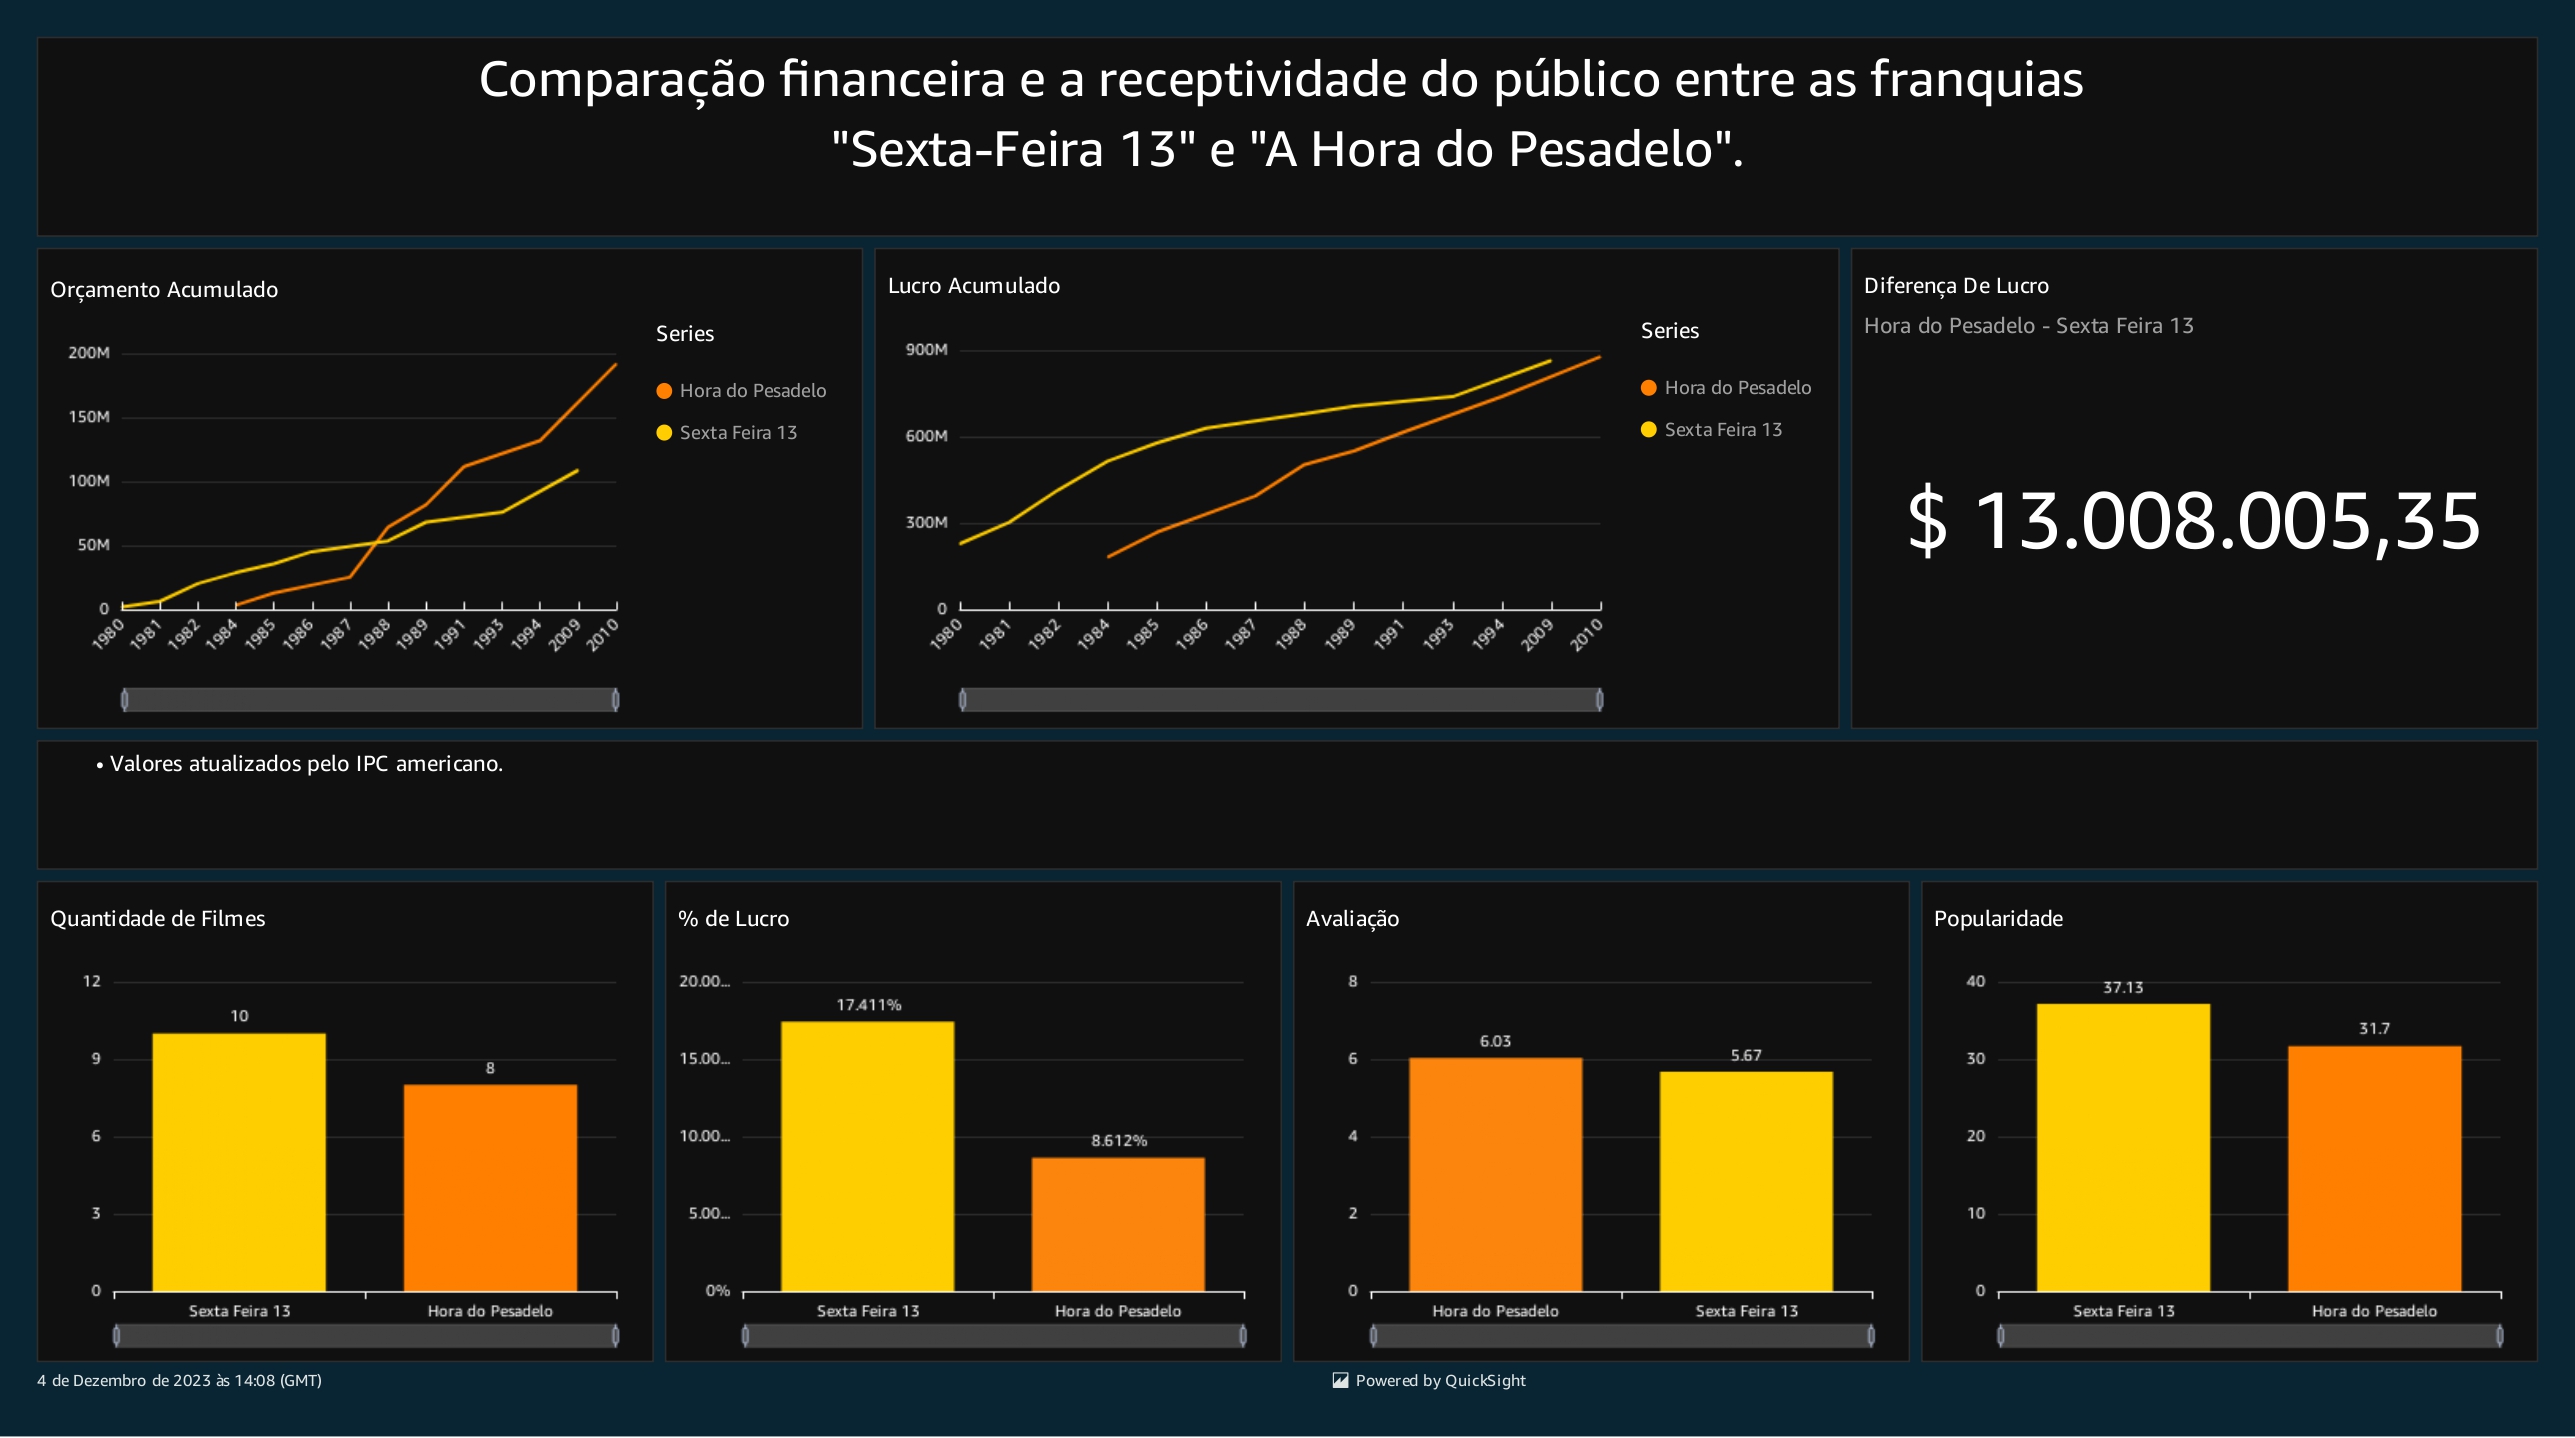 Comparação financeira e a receptividade do público entre as franquias
"Sexta-Feira 13" e "A Hora do Pesadelo".
Orçamento Acumulado
200M
150M
100M
50M
0
1980
1981
1982
1984
1985
1986
1987
1988
1989
1991
1993
1994
2009
2010
Series
Hora do Pesadelo
Sexta Feira 13
Lucro Acumulado
900M
600M
300M
0
1980
1981
1982
1984
1985
1986
1987
1988
1989
1991
1993
1994
2009
2010
Series
Hora do Pesadelo
Sexta Feira 13
Diferença De Lucro
Hora do Pesadelo - Sexta Feira 13
$ 13.008.005,35
• Valores atualizados pelo IPC americano.
Quantidade de Filmes
12
9
6
3
0
10
8
Sexta Feira 13
Hora do Pesadelo
% de Lucro
20.00...
15.00...
10.00...
5.00...
0%
17.411%
8.612%
Sexta Feira 13
Hora do Pesadelo
Avaliação
8
6
4
2
0
6.03
5.67
Hora do Pesadelo
Sexta Feira 13
Popularidade
40
30
20
10
0
37.13
31.7
Sexta Feira 13
Hora do Pesadelo
4 de Dezembro de 2023 às 14:08 (GMT)
Powered by QuickSight